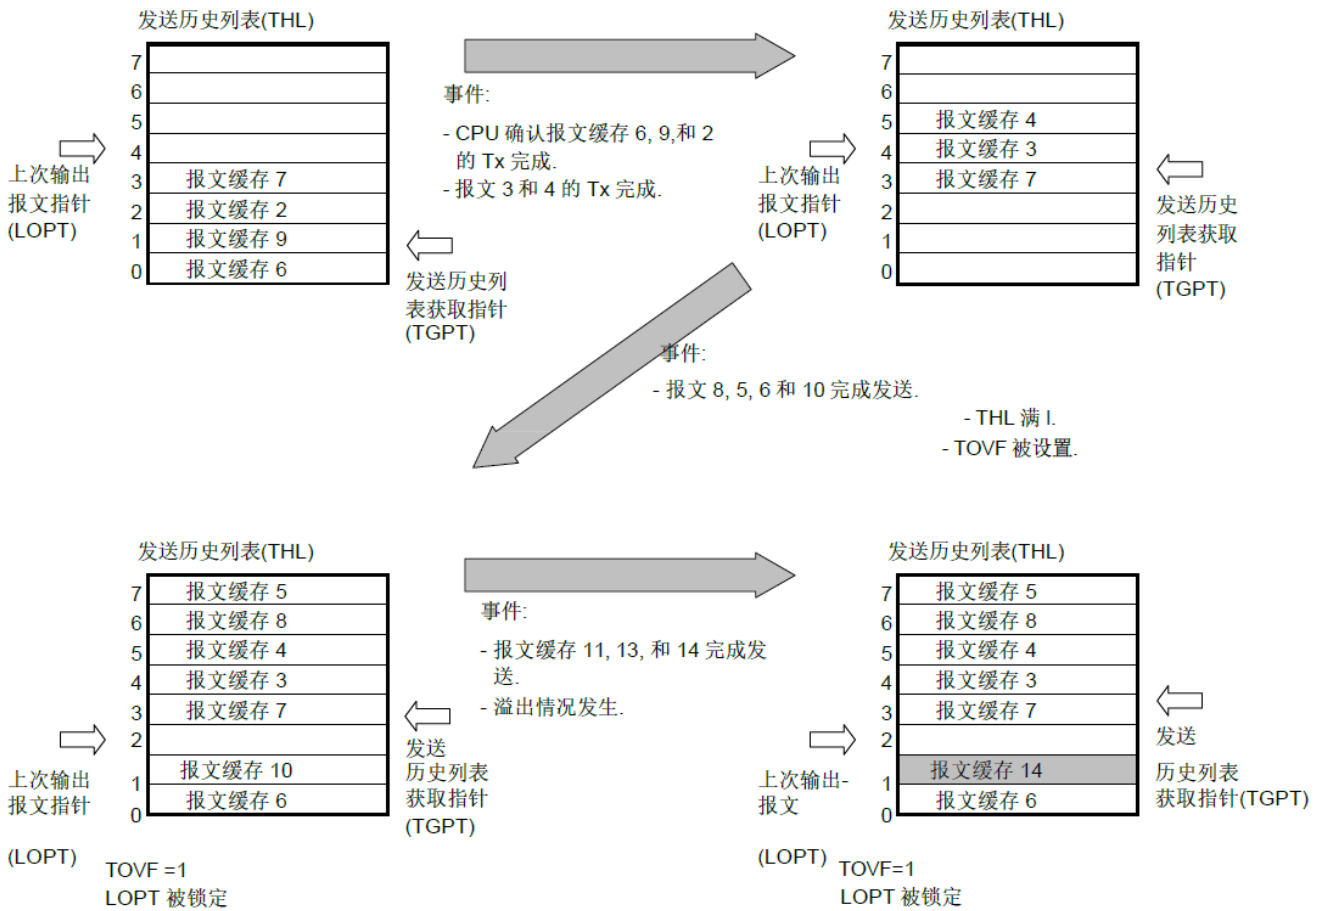 发送历史列表(THL)
7
6
5
4
3 报文缓存 7
2 报文缓存 2
1 报文缓存 9
0 报文缓存 6
上次输出
报文指针
(LOPT)
发送历史列
表获取指针
(TGPT)
事件:
- CPU 确认报文缓存 6, 9,和 2
的 Tx 完成.
- 报文 3 和 4 的 Tx 完成.
发送历史列表(THL)
7
6
5 报文缓存 4
4 报文缓存 3
3 报文缓存 7
2
1
0
上次输出
报文指针
(LOPT)
发送历史
列表获取
指针
(TGPT)
事件:
- 报文 8, 5, 6 和 10 完成发送.
- THL 满 l.
- TOVF 被设置.
发送历史列表(THL)
7 报文缓存 5
6 报文缓存 8
5 报文缓存 4
4 报文缓存 3
3 报文缓存 7
2
1 报文缓存 10
0 报文缓存 6
上次输出
报文指针
(LOPT)
发送
历史列表
获取指针
(TGPT)
TOVF =1
LOPT 被锁定
事件:
- 报文缓存 11, 13, 和 14 完成发
送.
- 溢出情况发生.
发送历史列表(THL)
7 报文缓存 5
6 报文缓存 8
5 报文缓存 4
4 报文缓存 3
3 报文缓存 7
2
1 报文缓存 14
0 报文缓存 6
上次输出-
报文
(LOPT)
发送
历史列表
获取指针(TGPT)
TOVF=1
LOPT 被锁定